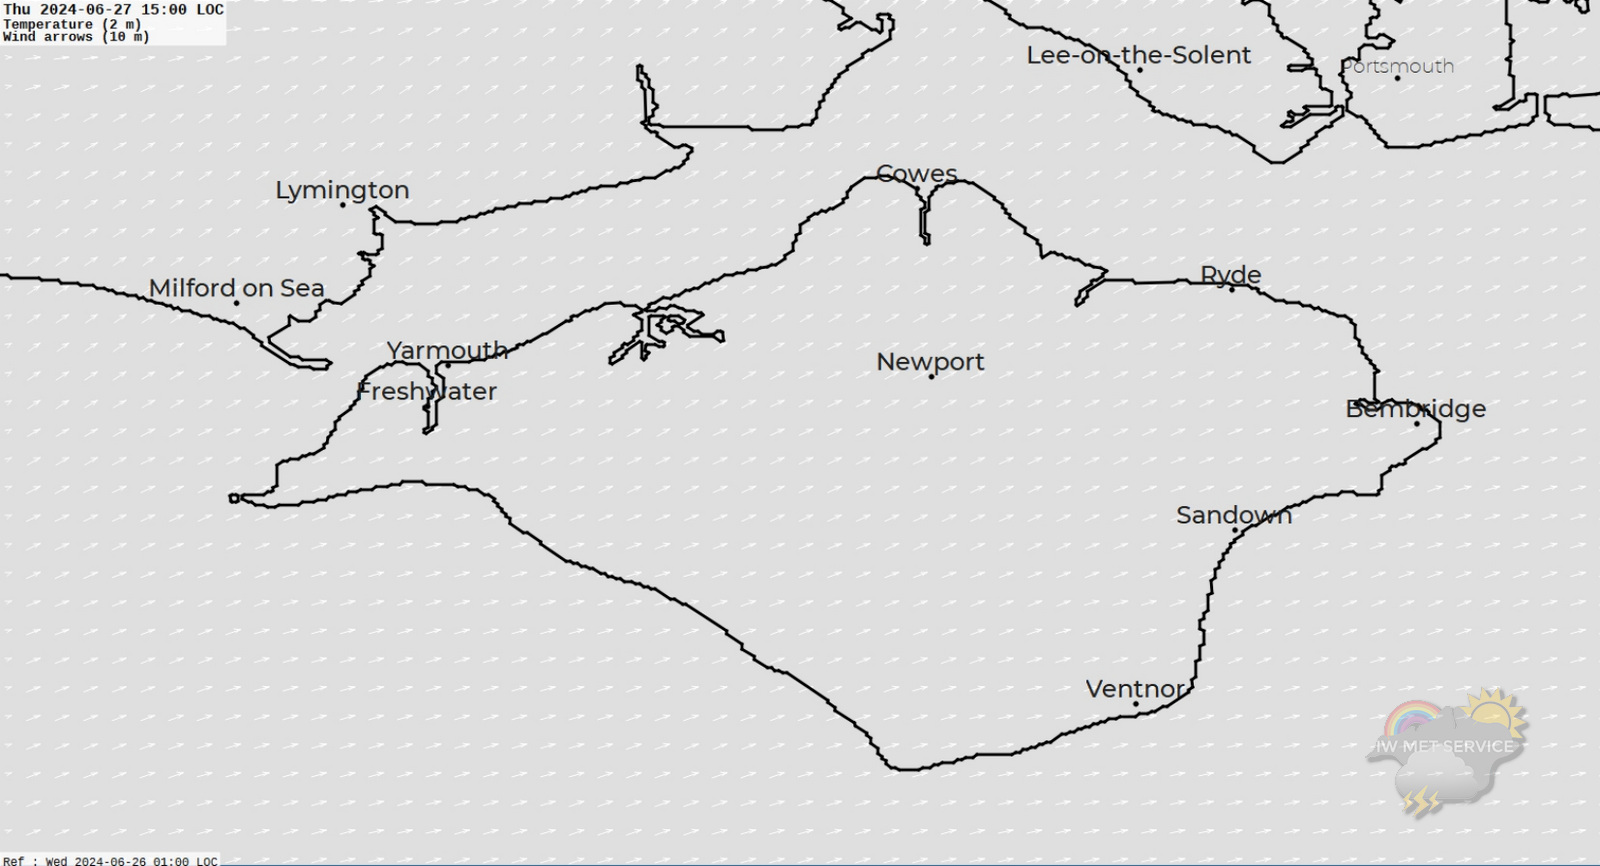 Thu 2024-06-27 15:00 LOC
Temperature (2 m)
Wind arrows (10 m)
Lee-on-the-Solent
Portsmouth
Cowes
Lymington
Ryde
Milford on Sea
Yarmouth
Newport
Freshwater
Bembridge
Sandown
Ventnor
IW MET SERVICE
Ref : Wed 2024-06-26 01:00 LOC